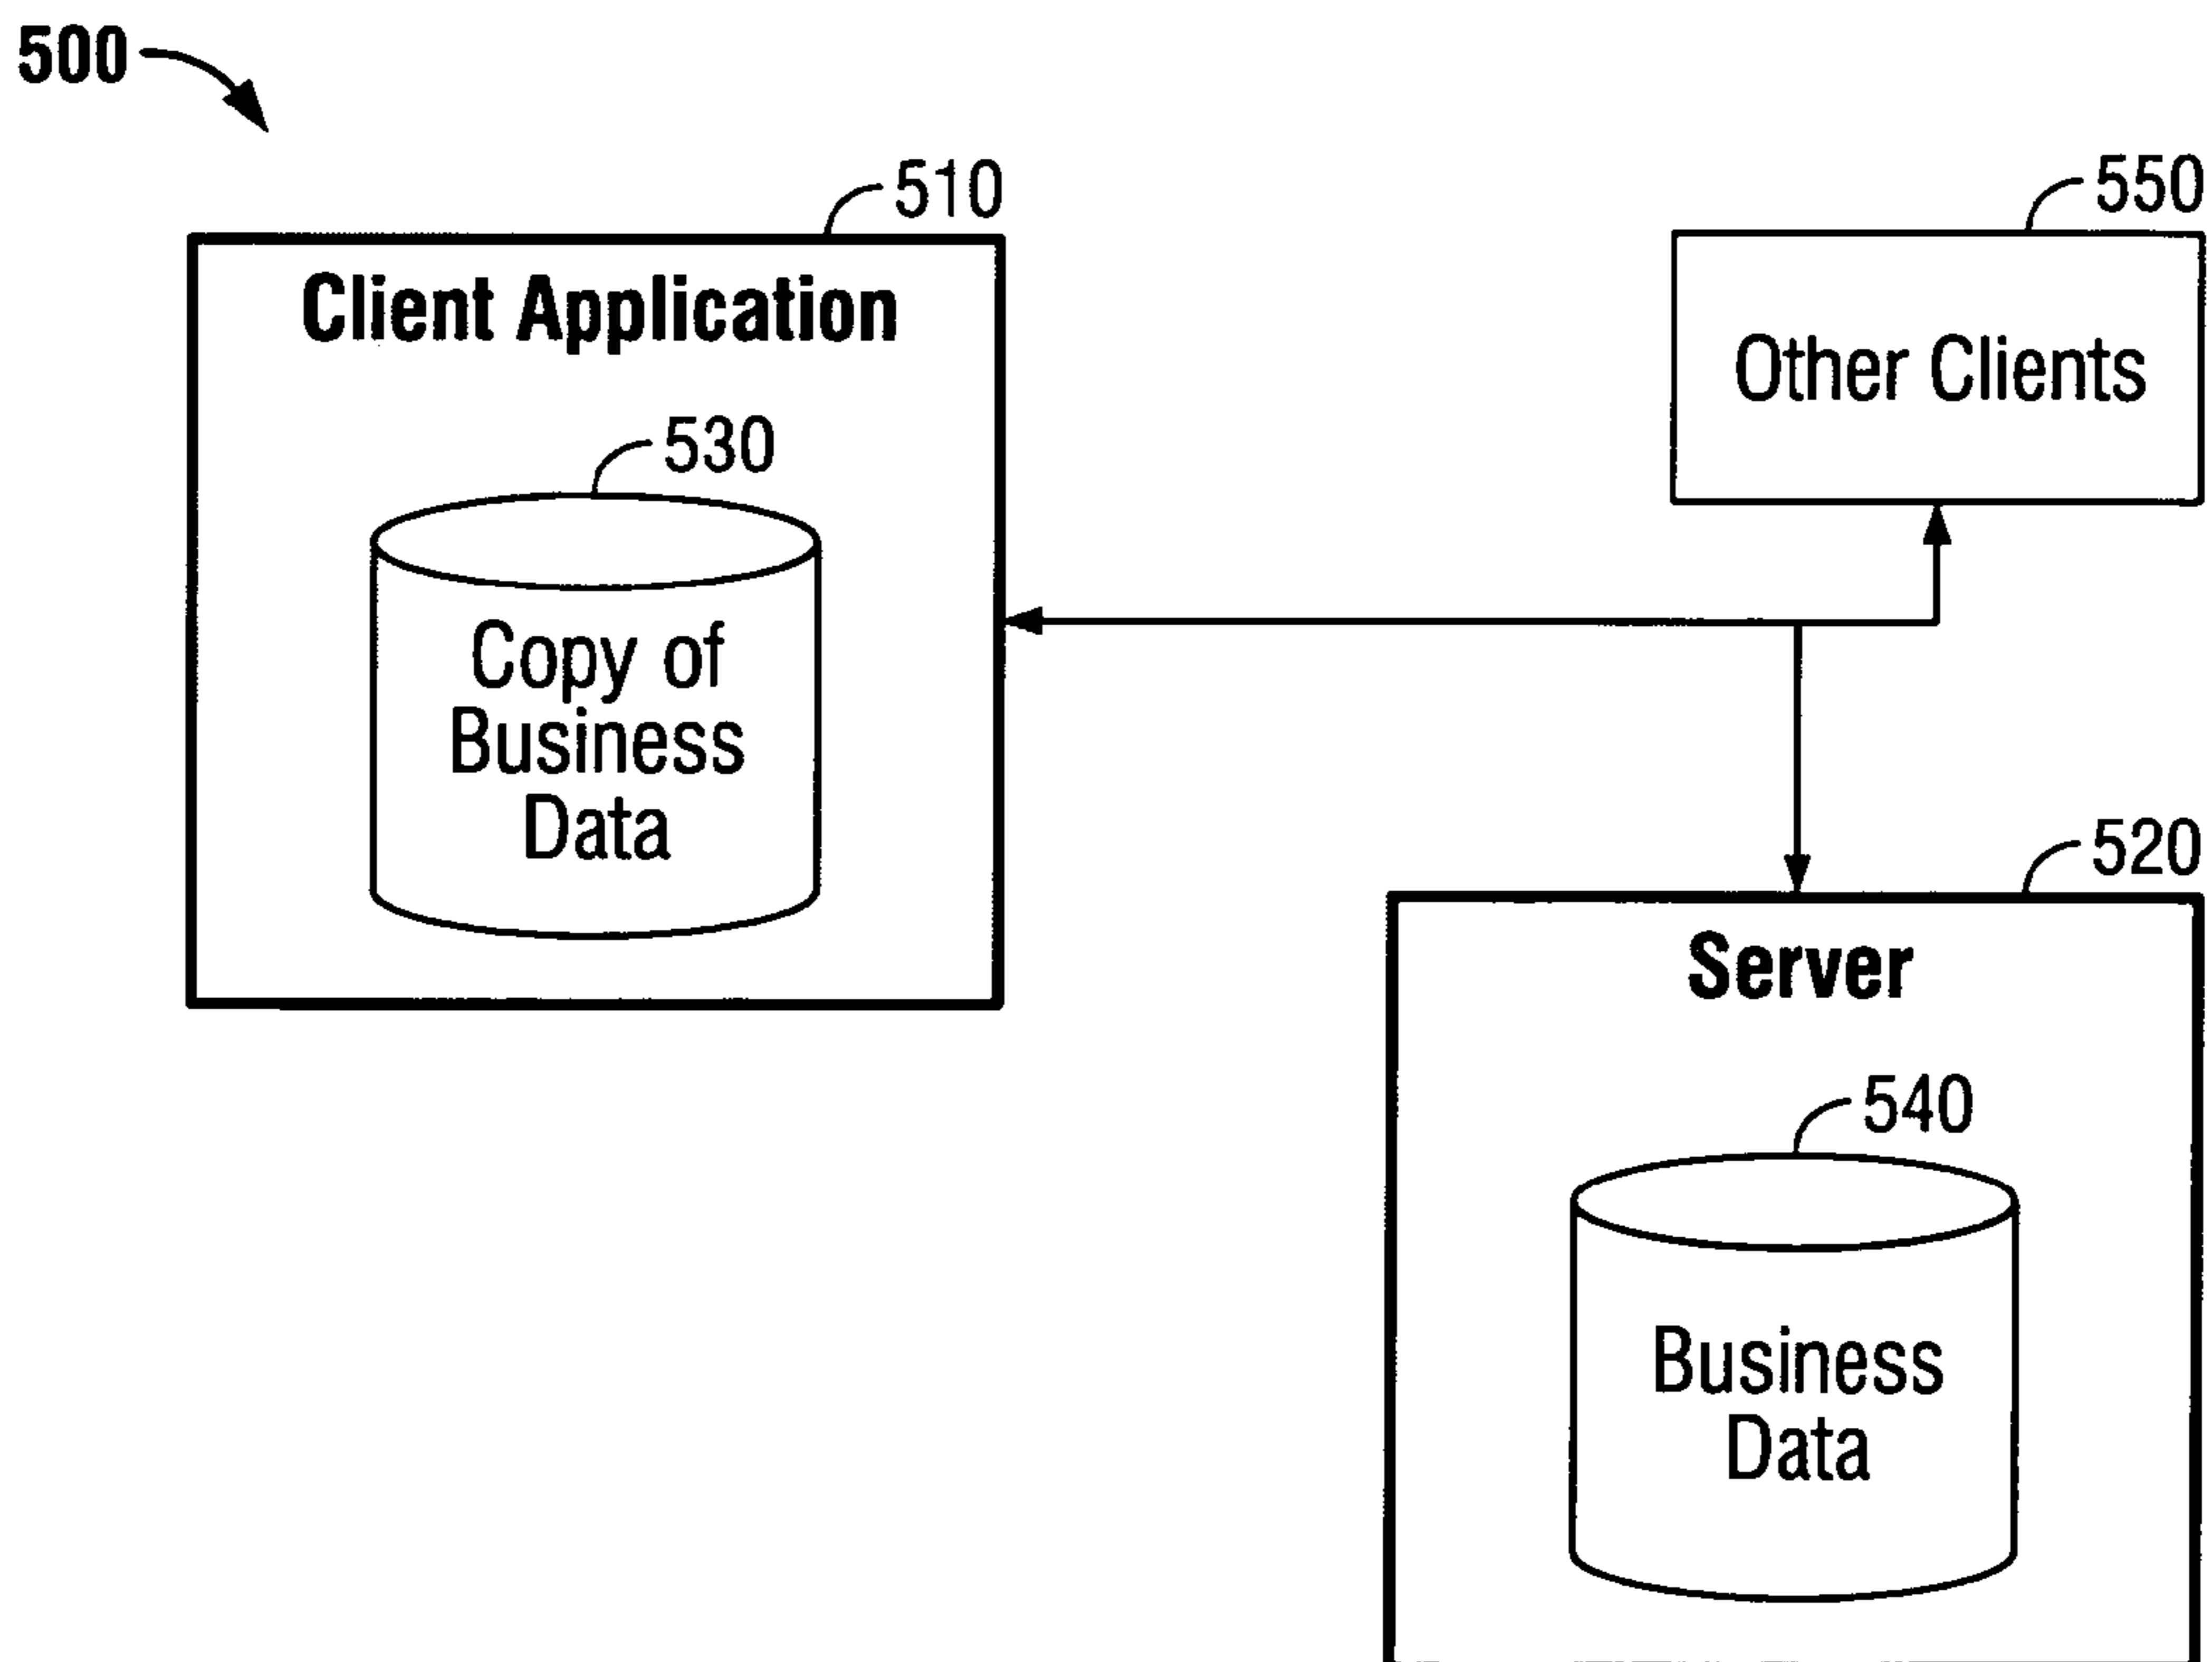 500
510
550
Client Application
Other Clients
530
Copy of
Business
Data
520
Server
540
Business
Data